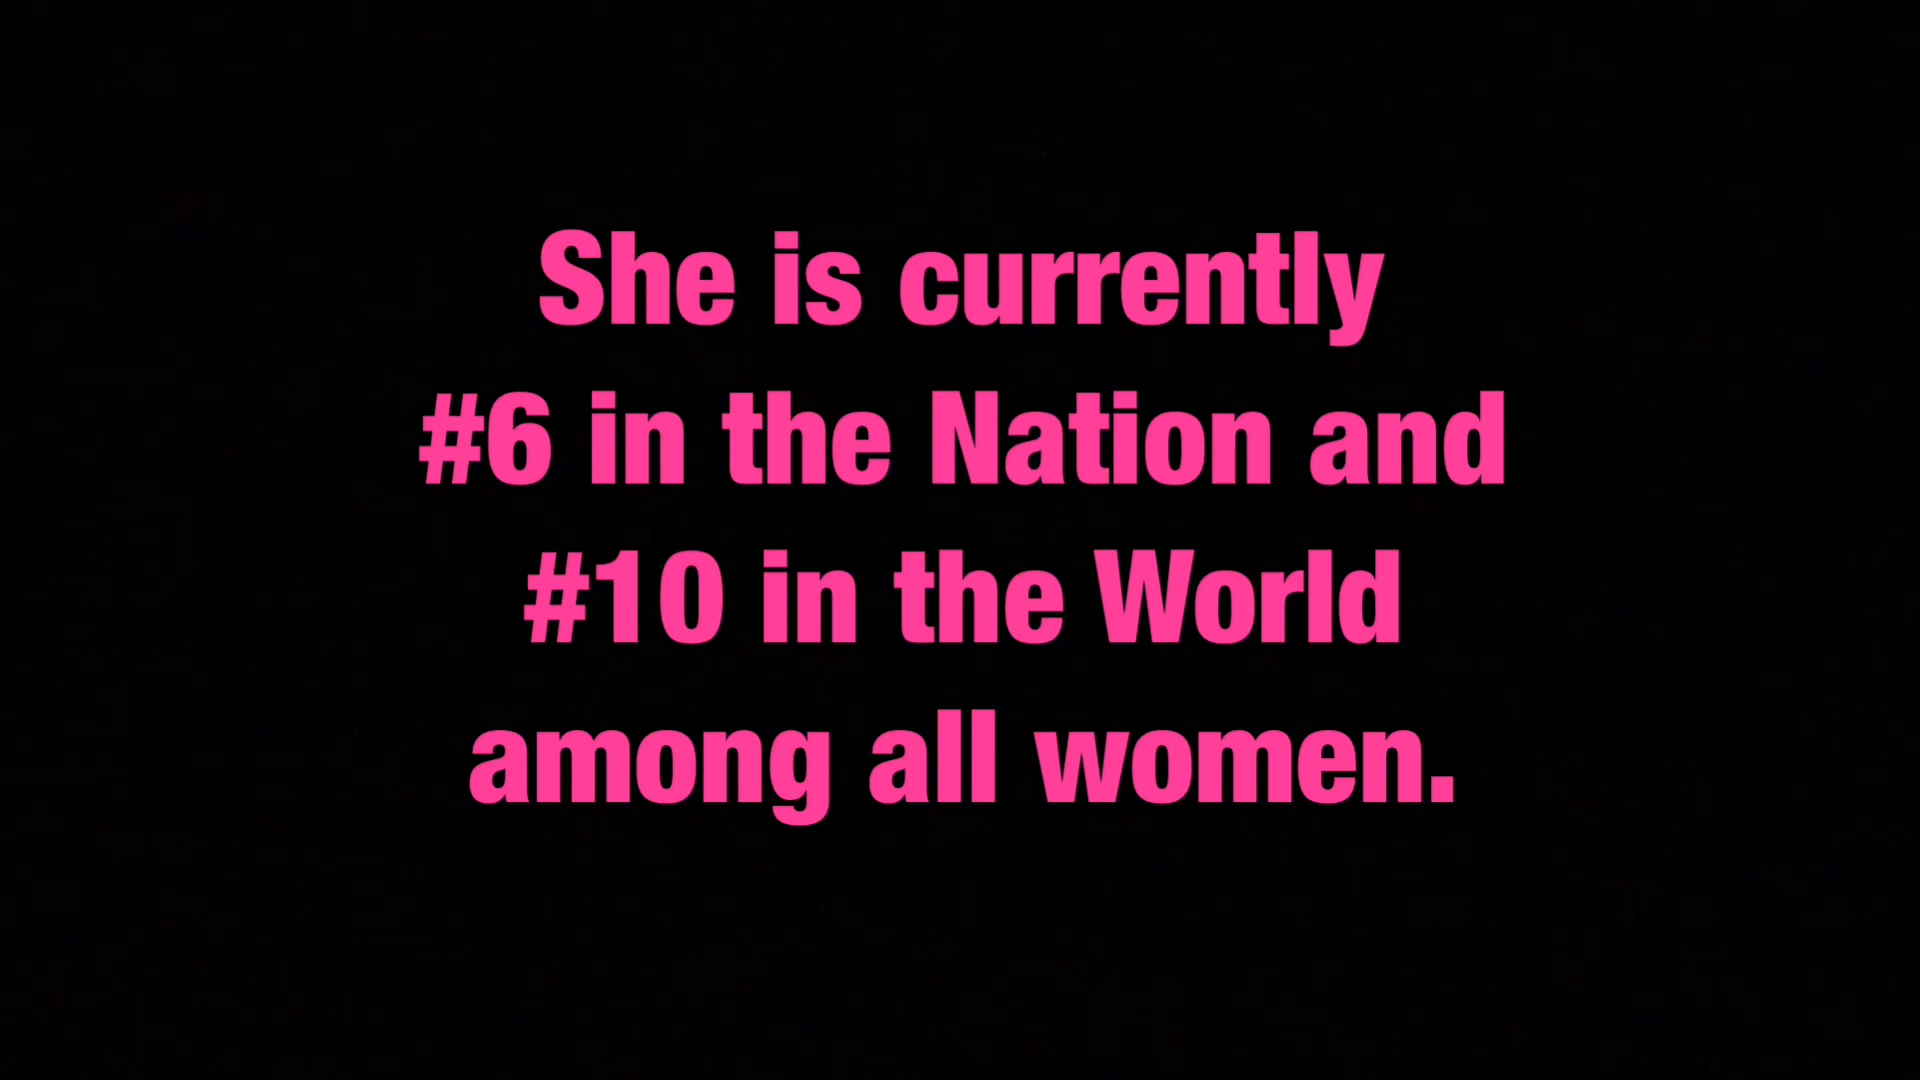 She is currently
#6 in the Nation and
#10 in the World
among all women.